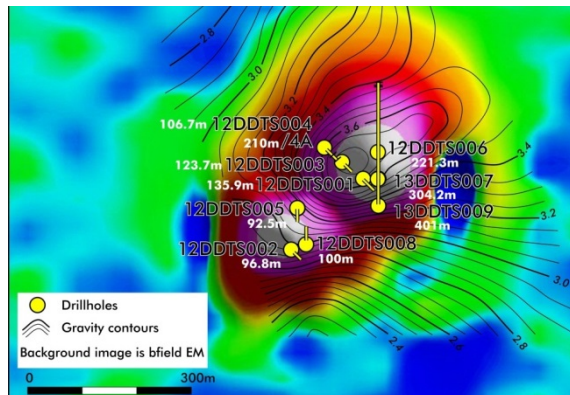 2.8
3.0
3.4
3.6
106.7m 12DDTS004
210m /4A
12DDTS006
221.3m
3.4
123.7m 12DDTS003
135.9m 12DDTS001
13DDTS007
304.2m
3.2
12DDTS005
92.5m
13DDTS009
401m
12DDTS002
96.8m
12DDTS008
100m
3.0
2.4
2.6
2.8
Drillholes
Gravity contours
Background image is bfield EM
0
300m